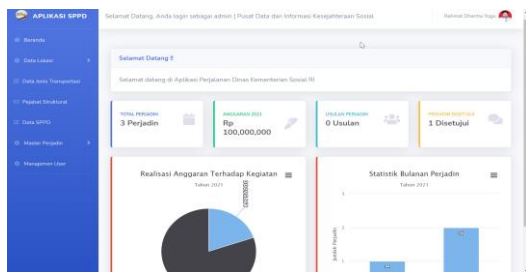 APLIKASI SPPD
Selamat Datang, Anda login sebagai admin | Pusat Data dan Informasi Kesejahteraan Sosial
Rahmat Dharma Yoga
Beranda
Data Lokasi
Data Jenis Transportasi
Pejabat Struktural
Data SPPD
Master Perjadin
Manajemen User
Selamat Datang !!
Selamat datang di Aplikasi Perjalanan Dinas Kementerian Sosial RI
TOTAL PERJADIN
3 Perjadin
ANGGARAN 2021
Rp
100,000,000
USULAN PERJADIN
0 Usulan
PERJADIN DISETUJUI
1 Disetujui
Realisasi Anggaran Terhadap Kegiatan
Tahun 2021
Statistik Bulanan Perjadin
Tahun 2021
Jumlah Perjadin